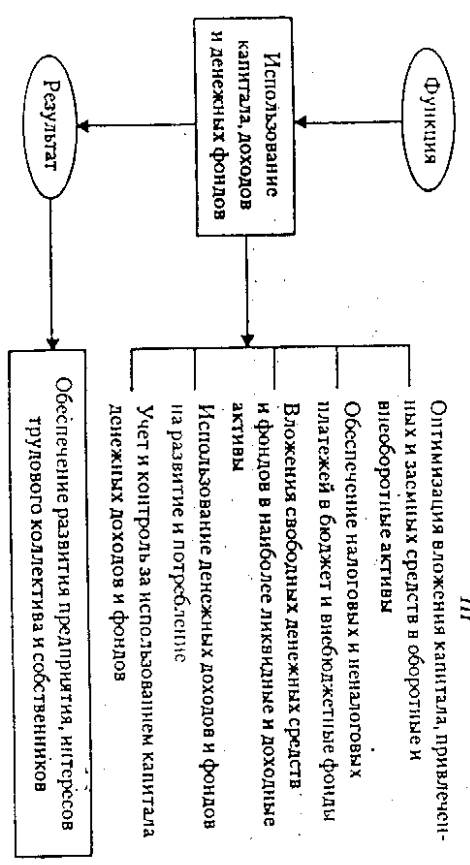 III
Функция
Использование
капитала, доходов
и денежных фондов
Оптимизация вложения капитала, привлечен-
ных и заемных средств в оборотные и
внеоборотные активы
Обеспечение налоговых и неналоговых
платежей в бюджет и внебюджетные фонды
Вложения свободных денежных средств
и фондов в наиболее ликвидные и доходные
активы
Использование денежных доходов и фондов
на развитие и потребление
Учет и контроль за использованием капитала
денежных доходов и фондов
Результат
Обеспечение развития предприятия, интересов
трудового коллектива и собственников